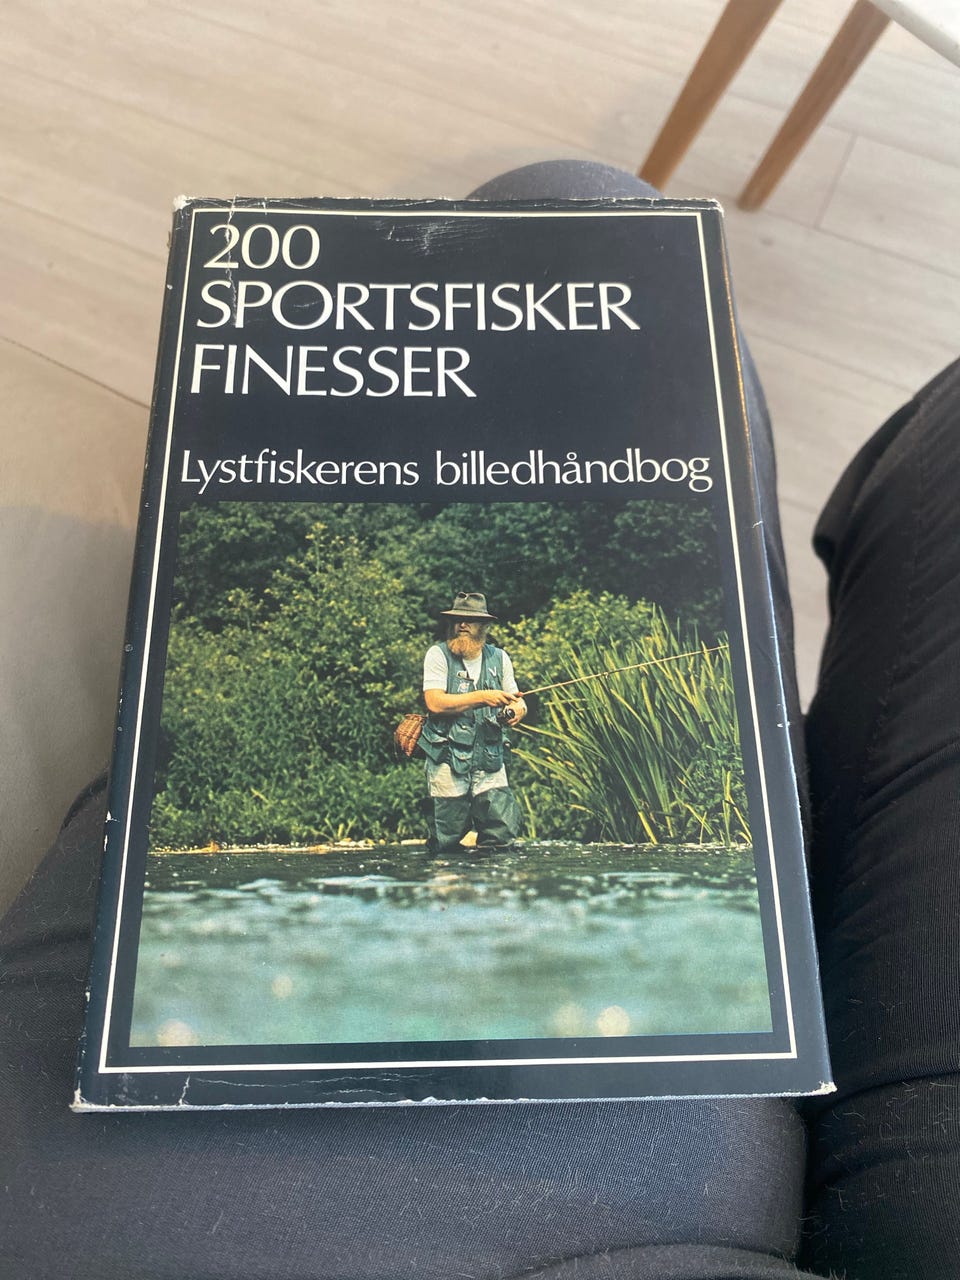 200
SPORTSFISKER
FINESSER
Lystfiskerens billedhåndbog